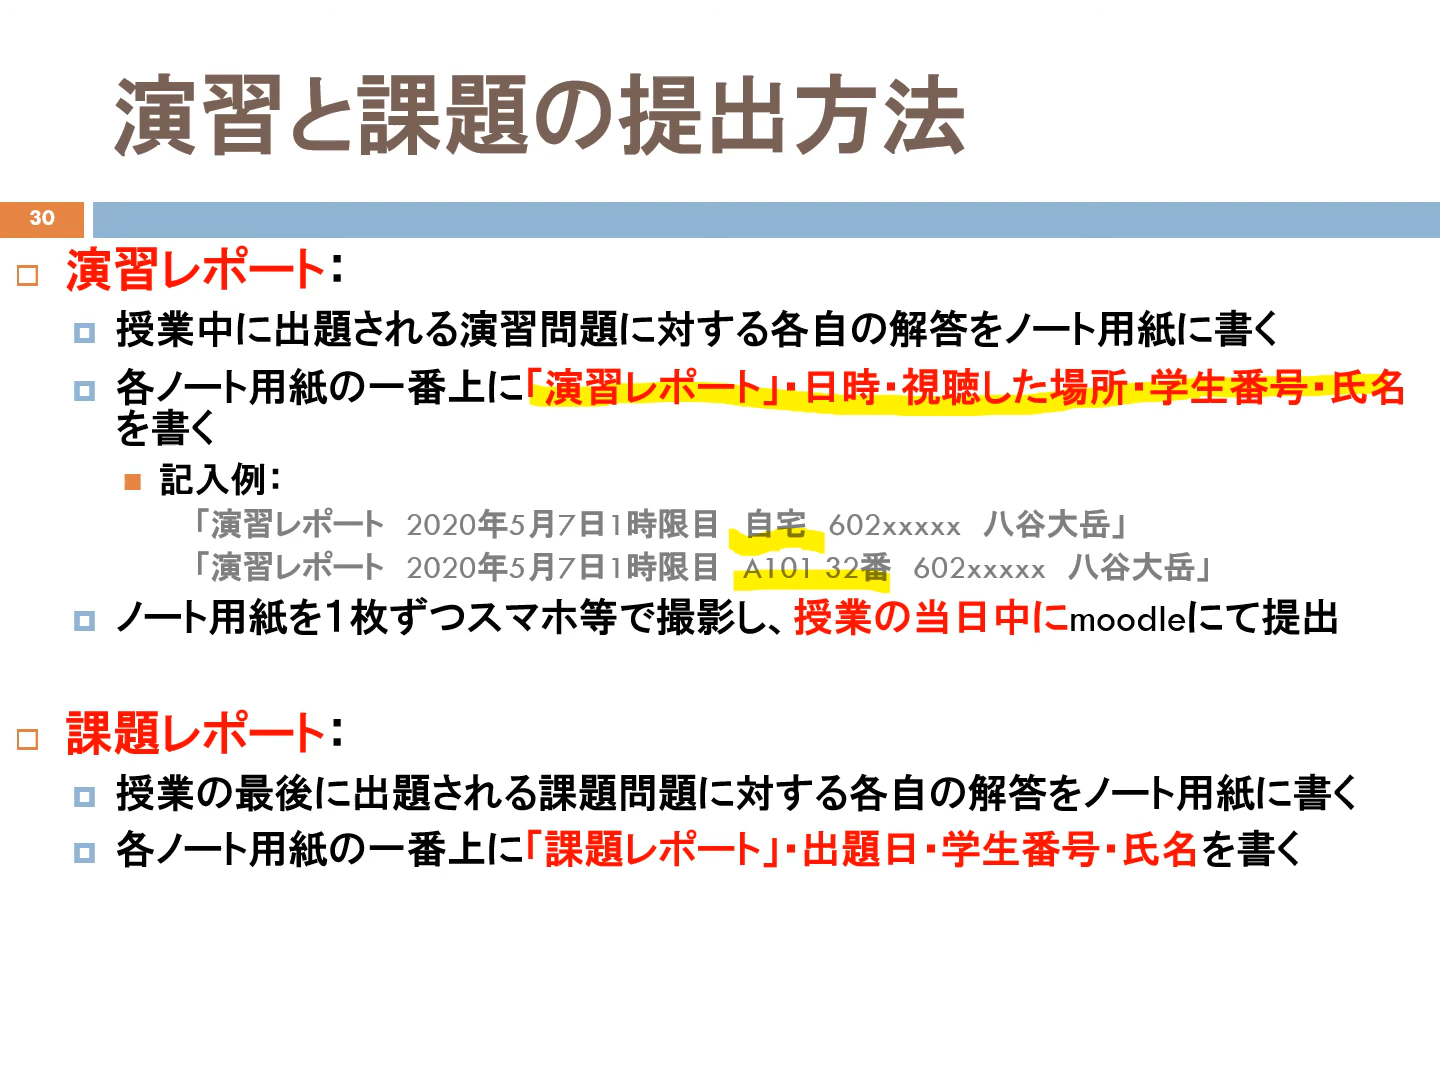 演習と課題の提出方法
30
演習レポート：
授業中に出題される演習問題に対する各自の解答をノート用紙に書く
各ノート用紙の一番上に「演習レポート」・日時・視聴した場所・学生番号・氏名
を書く
記入例：
「演習レポート　2020年5月7日1時限目　自宅　602xxxxx　八谷大岳」
「演習レポート　2020年5月7日1時限目　A101 32番　602xxxxx　八谷大岳」
ノート用紙を１枚ずつスマホ等で撮影し、授業の当日中にmoodleにて提出
課題レポート：
授業の最後に出題される課題問題に対する各自の解答をノート用紙に書く
各ノート用紙の一番上に「課題レポート」・出題日・学生番号・氏名を書く